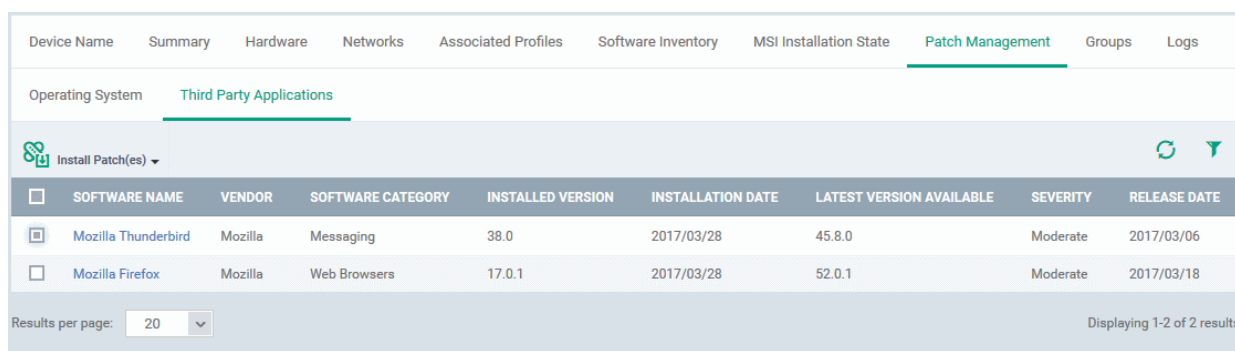 Device Name Summary Hardware Networks Associated Profiles Software Inventory MSI Installation State Patch Management Groups Logs
Operating System Third Party Applications
Install Patch(es)
SOFTWARE NAME VENDOR SOFTWARE CATEGORY INSTALLED VERSION INSTALLATION DATE LATEST VERSION AVAILABLE SEVERITY RELEASE DATE
Mozilla Thunderbird Mozilla Messaging 38.0 2017/03/28 45.8.0 Moderate 2017/03/06
Mozilla Firefox Mozilla Web Browsers 17.0.1 2017/03/28 52.0.1 Moderate 2017/03/18
Results per page: 20 Displaying 1-2 of 2 results